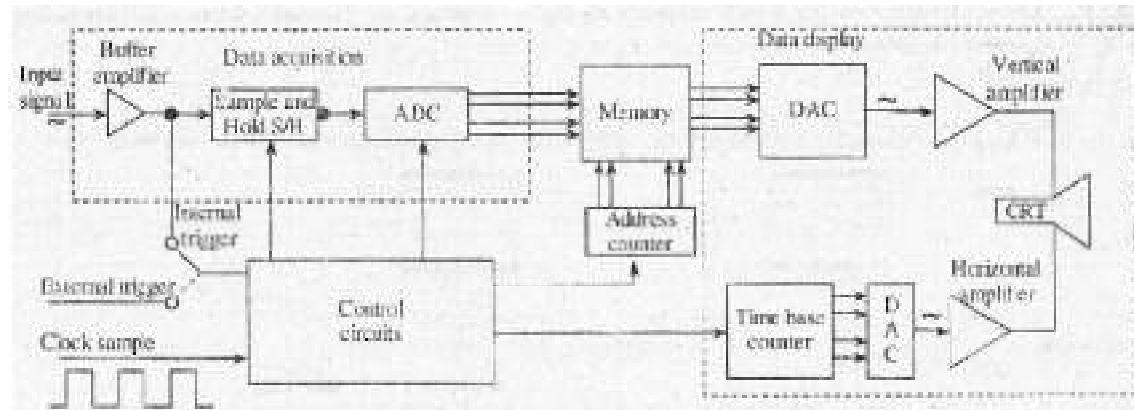 Buffer
amplifier
Data acquisition
Input
signal
Sample and
Hold S/H
ADC
Memory
Data display
DAC
Vertical
amplifier
CRT
Address
counter
Internal
trigger
External trigger
Clock sample
Control
circuits
Time base
counter
D
A
C
Horizontal
amplifier